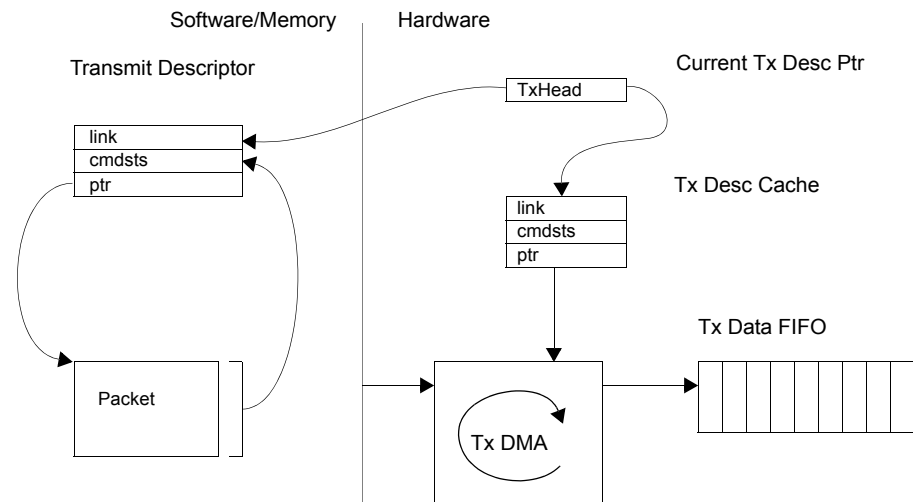 Software/Memory
Hardware
Transmit Descriptor
Current Tx Desc Ptr
TxHead
link
cmdsts
ptr
Tx Desc Cache
link
cmdsts
ptr
Tx Data FIFO
Packet
Tx DMA